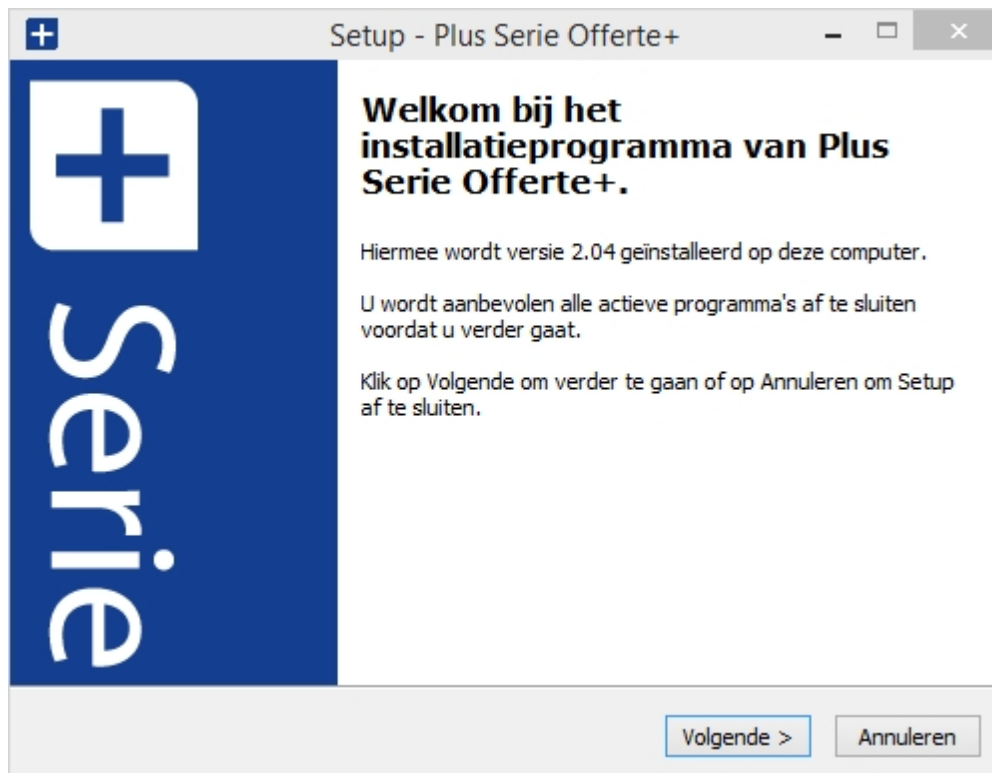 Setup - Plus Serie Offerte+
+ Serie
Welkom bij het
installatieprogramma van Plus
Serie Offerte+.
Hiermee wordt versie 2.04 geïnstalleerd op deze computer.
U wordt aanbevolen alle actieve programma's af te sluiten
voordat u verder gaat.
Klik op Volgende om verder te gaan of op Annuleren om Setup
af te sluiten.
Volgende >
Annuleren